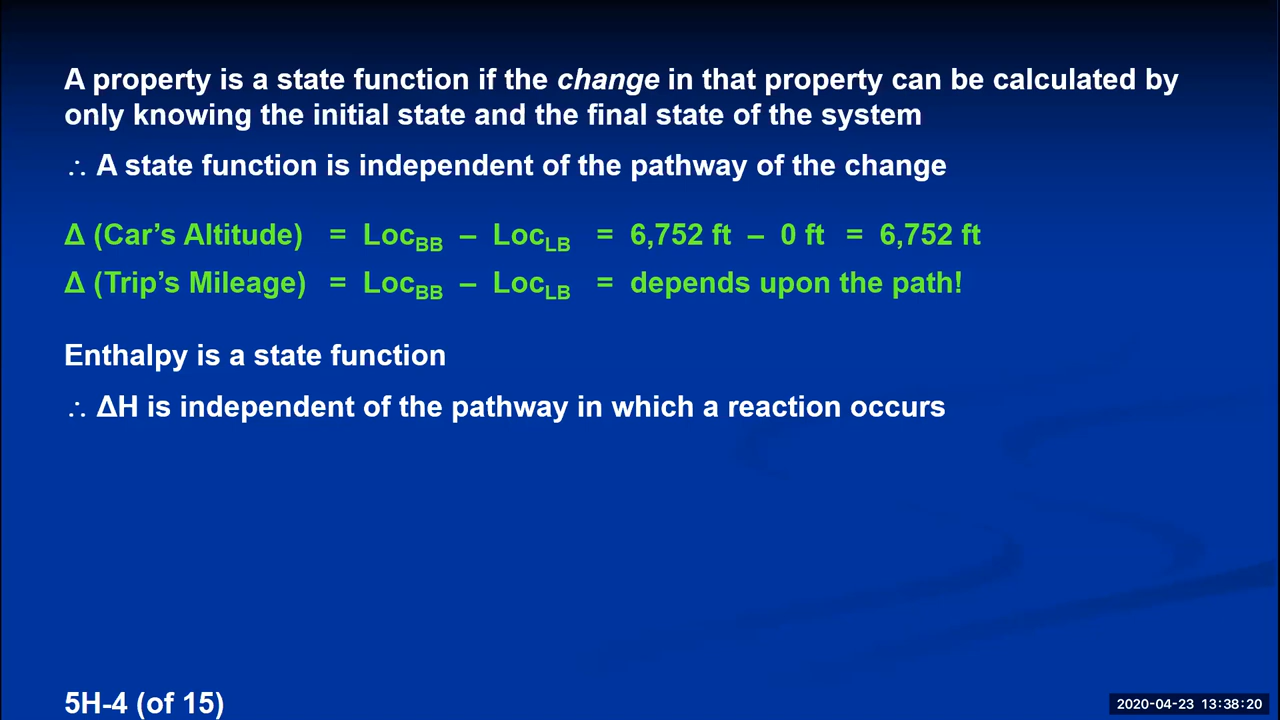 A property is a state function if the change in that property can be calculated by
only knowing the initial state and the final state of the system
∴ A state function is independent of the pathway of the change
Δ (Car’s Altitude) = Loc_BB – Loc_LB = 6,752 ft – 0 ft = 6,752 ft
Δ (Trip’s Mileage) = Loc_BB – Loc_LB = depends upon the path!
Enthalpy is a state function
∴ ΔH is independent of the pathway in which a reaction occurs
5H-4 (of 15)
2020-04-23 13:38:20